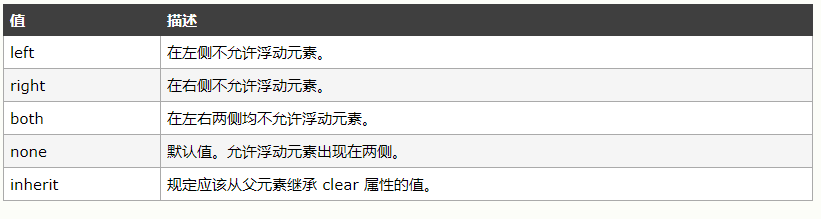 值 描述
left 在左侧不允许浮动元素。
right 在右侧不允许浮动元素。
both 在左右两侧均不允许浮动元素。
none 默认值。允许浮动元素出现在两侧。
inherit 规定应该从父元素继承 clear 属性的值。